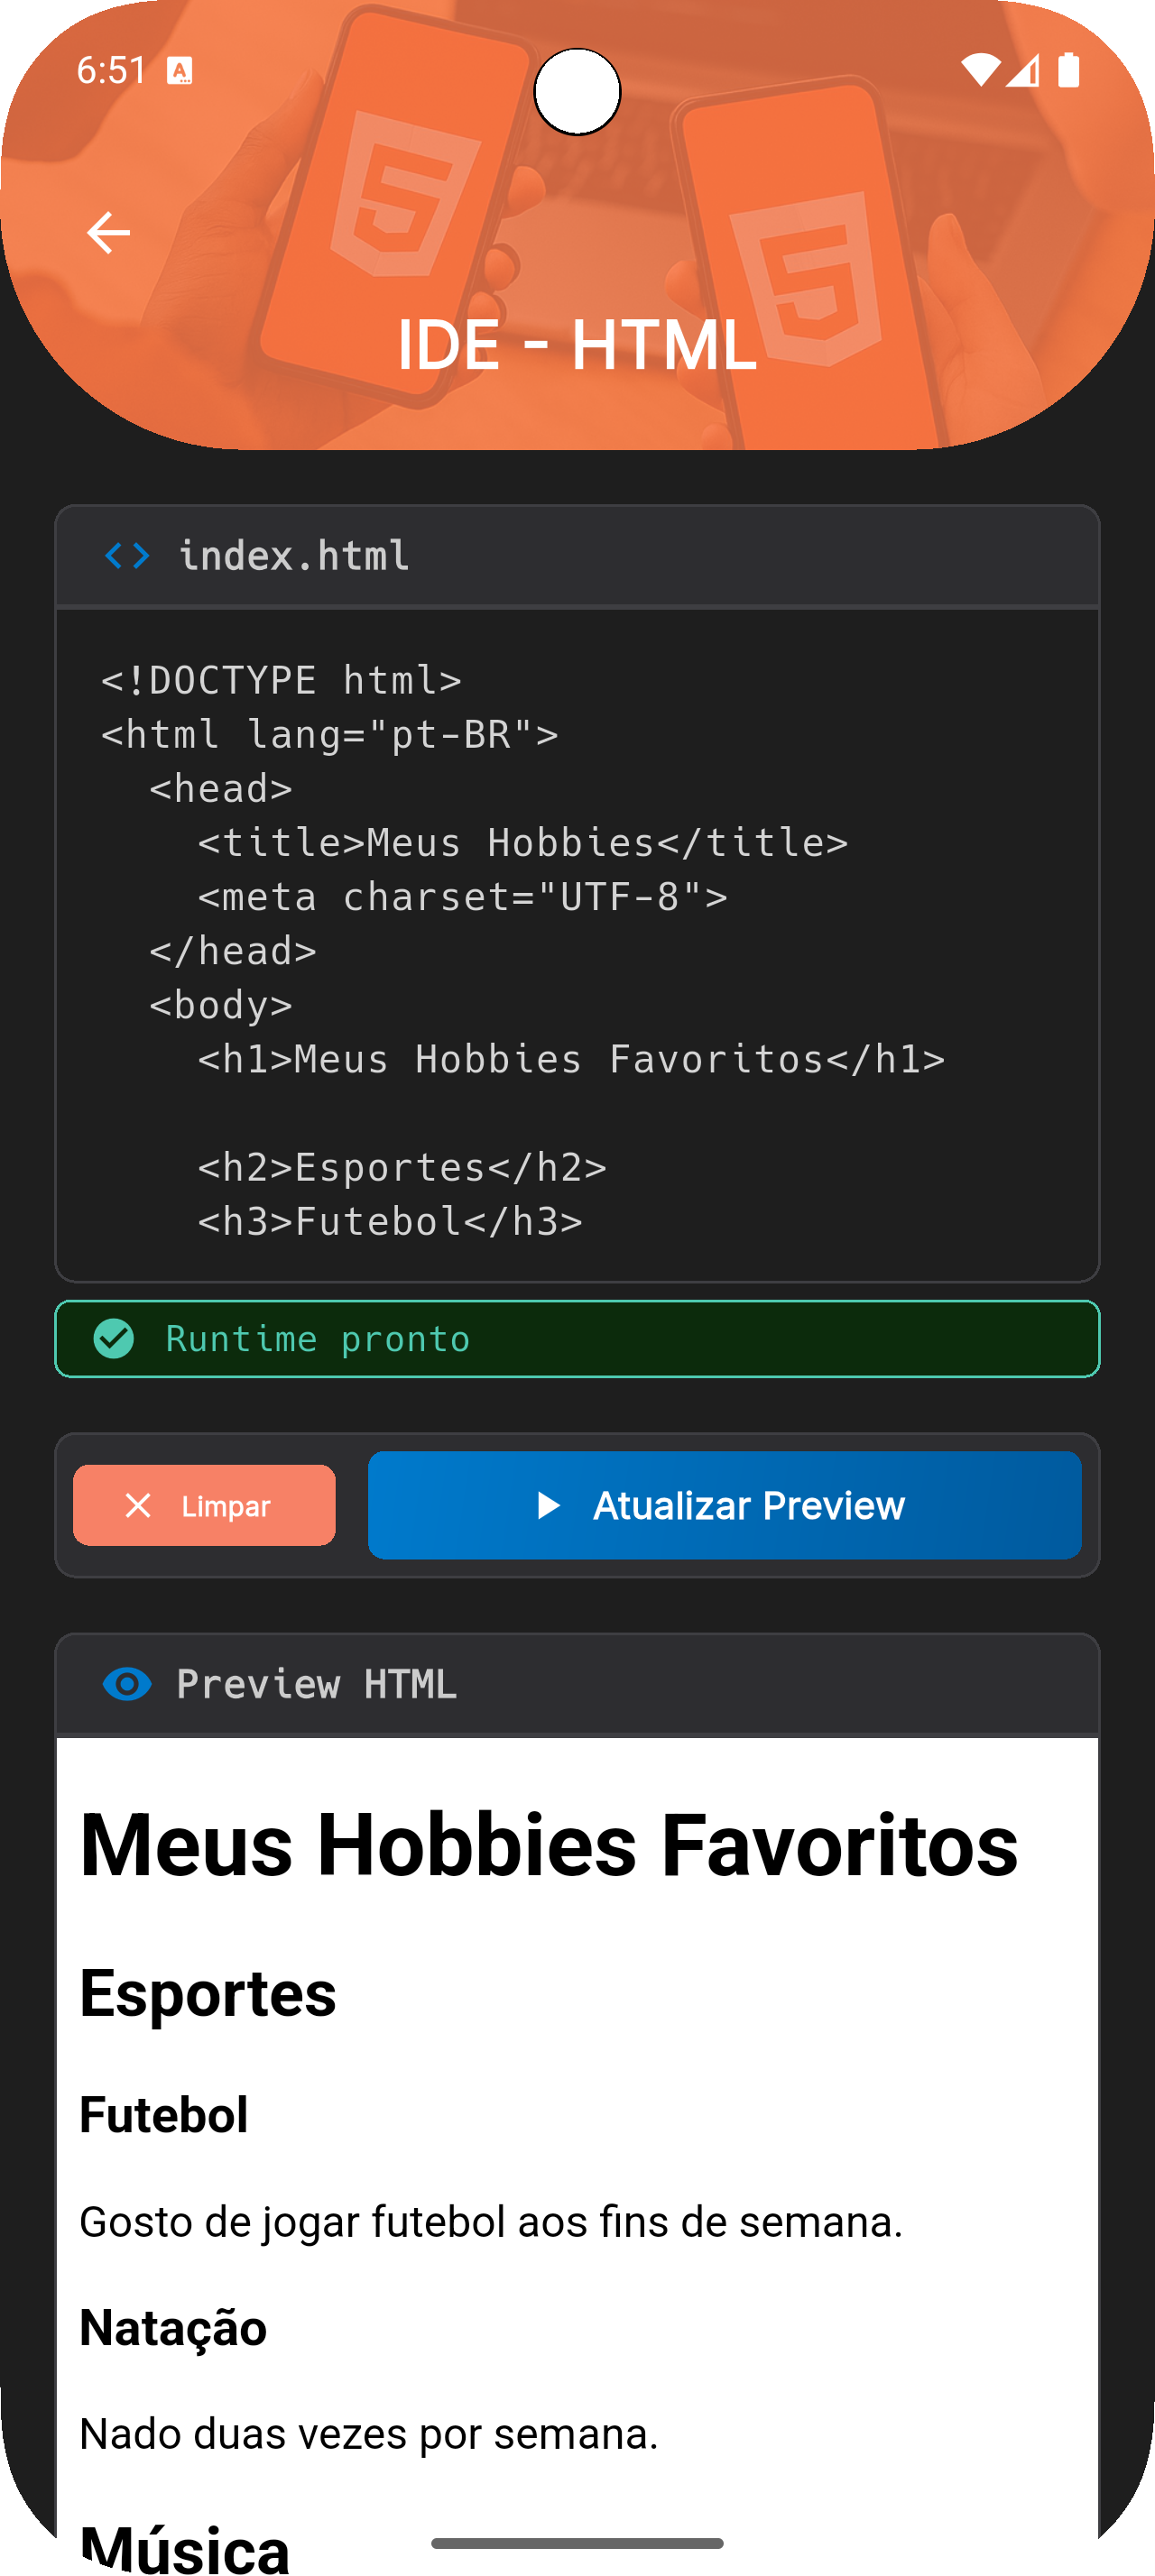 6:51
IDE - HTML
index.html
<!DOCTYPE html>
<html lang="pt-BR">
  <head>
    <title>Meus Hobbies</title>
    <meta charset="UTF-8">
  </head>
  <body>
    <h1>Meus Hobbies Favoritos</h1>

    <h2>Esportes</h2>
    <h3>Futebol</h3>
Runtime pronto
Limpar
Atualizar Preview
Preview HTML
Meus Hobbies Favoritos
Esportes
Futebol
Gosto de jogar futebol aos fins de semana.
Natação
Nado duas vezes por semana.
Música